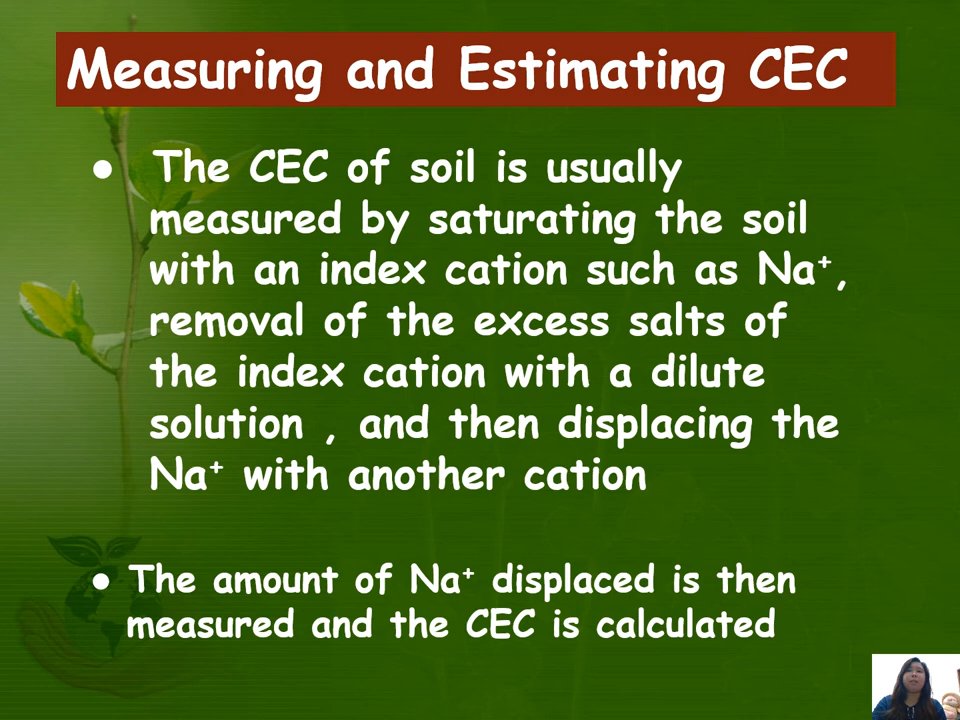 Measuring and Estimating CEC
● The CEC of soil is usually
measured by saturating the soil
with an index cation such as Na⁺,
removal of the excess salts of
the index cation with a dilute
solution , and then displacing the
Na⁺ with another cation
● The amount of Na⁺ displaced is then
measured and the CEC is calculated